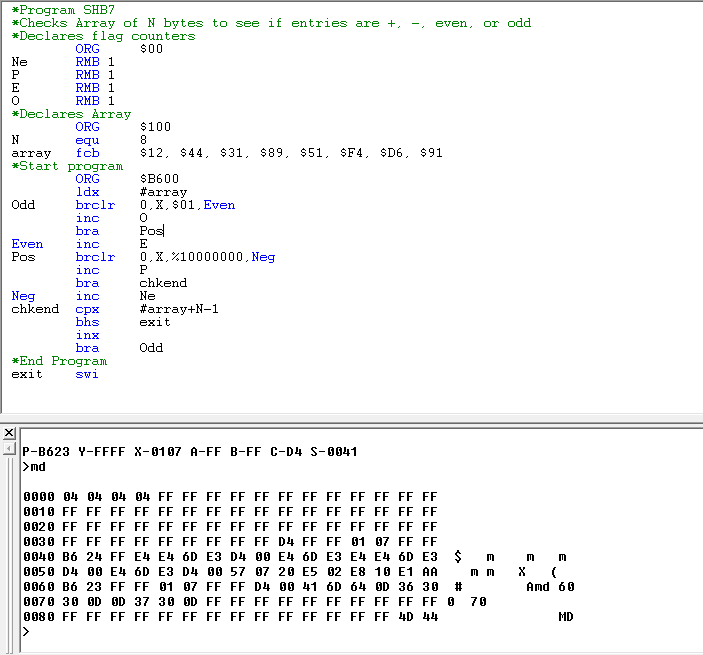 *Program SHB7
*Checks Array of N bytes to see if entries are +, -, even, or odd
*Declares flag counters
ORG $00
Ne RMB 1
P RMB 1
E RMB 1
O RMB 1
*Declares Array
ORG $100
N equ 8
array fcb $12, $44, $31, $89, $51, $F4, $D6, $91
*Start program
ORG $B600
ldx #array
Odd brclr 0,X,$01,Even
inc O
bra Pos
Even inc E
Pos brclr 0,X,%10000000,Neg
inc P
bra chkend
Neg inc Ne
chkend cpx #array+N-1
bhs exit
inx
bra Odd
*End Program
exit swi
P-B623 Y-FFFF X-0107 A-FF B-FF C-D4 S-0041
>md
0000 04 04 04 04 FF FF FF FF FF FF FF FF FF FF FF FF
0010 FF FF FF FF FF FF FF FF FF FF FF FF FF FF FF FF
0020 FF FF FF FF FF FF FF FF FF FF FF FF FF FF FF FF
0030 FF FF FF FF FF FF FF FF FF D4 FF FF 01 07 FF FF
0040 B6 24 FF E4 E4 6D E3 D4 00 E4 6D E3 E4 E4 6D E3 $ m m m
0050 D4 00 E4 6D E3 D4 00 57 07 20 E5 02 E8 10 E1 AA m m X (
0060 B6 23 FF FF 01 07 FF FF D4 00 41 6D 64 0D 36 30 # Amd 60
0070 30 0D 0D 37 30 0D FF FF FF FF FF FF FF FF FF FF 0 70
0080 FF FF FF FF FF FF FF FF FF FF FF FF FF FF 4D 44 MD
>